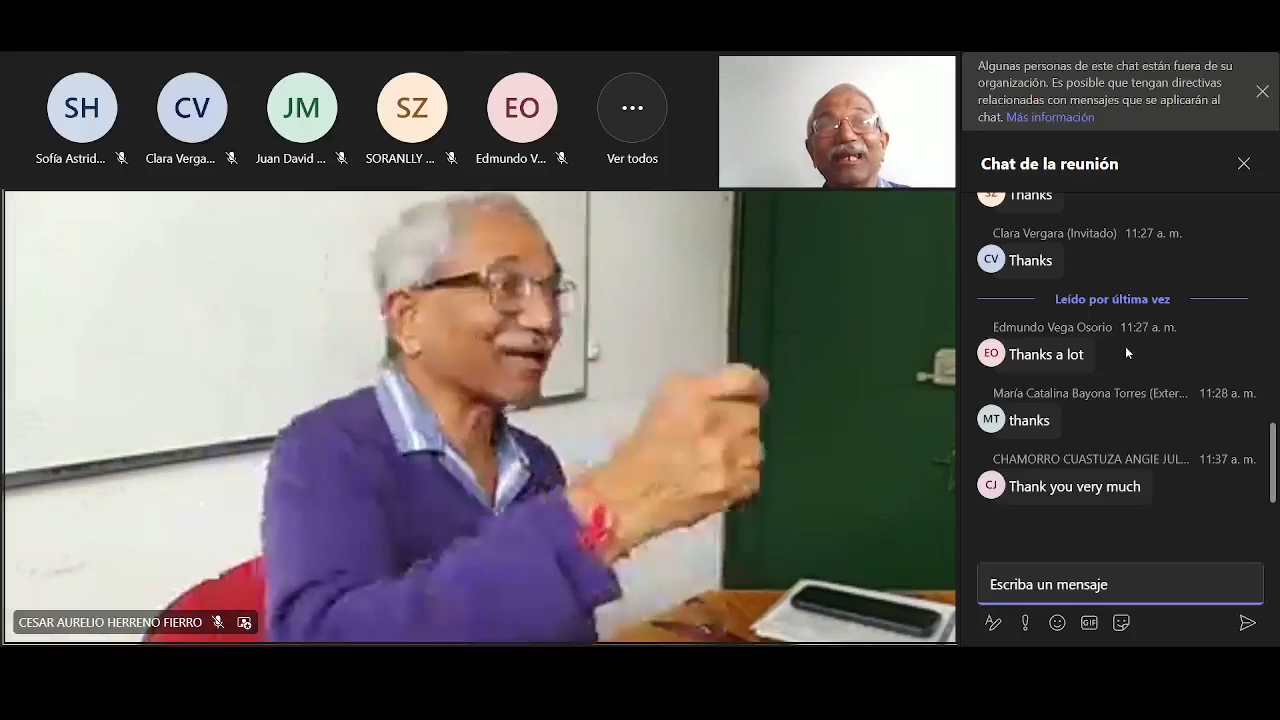 SH
CV
JM
SZ
EO
Sofía Astrid...
Clara Verga...
Juan David ...
SORANLLY ...
Edmundo V...
Ver todos
CESAR AURELIO HERRENO FIERRO
Algunas personas de este chat están fuera de su
organización. Es posible que tengan directivas
relacionadas con mensajes que se aplicarán al
chat. Más información
Chat de la reunión
SZ Thanks
Clara Vergara (Invitado) 11:27 a. m.
CV Thanks
Leído por última vez
Edmundo Vega Osorio 11:27 a. m.
EO Thanks a lot
María Catalina Bayona Torres (Exter... 11:28 a. m.
MT thanks
CHAMORRO CUASTUZA ANGIE JUL... 11:37 a. m.
CJ Thank you very much
Escriba un mensaje
GIF